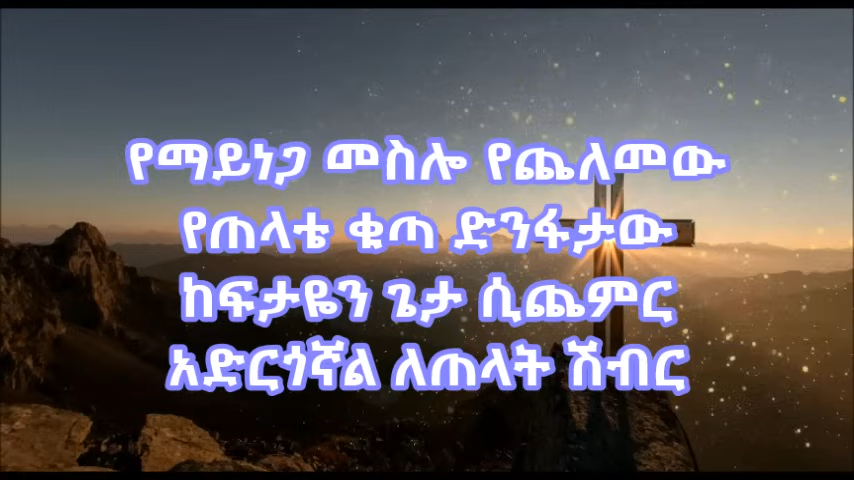 የማይነጋ መስሎ የጨለመው
የጠላቴ ቁጣ ድንፋታው
ከፍታዬን ጌታ ሲጨምር
አድርጎኛል ለጠላት ሽብር